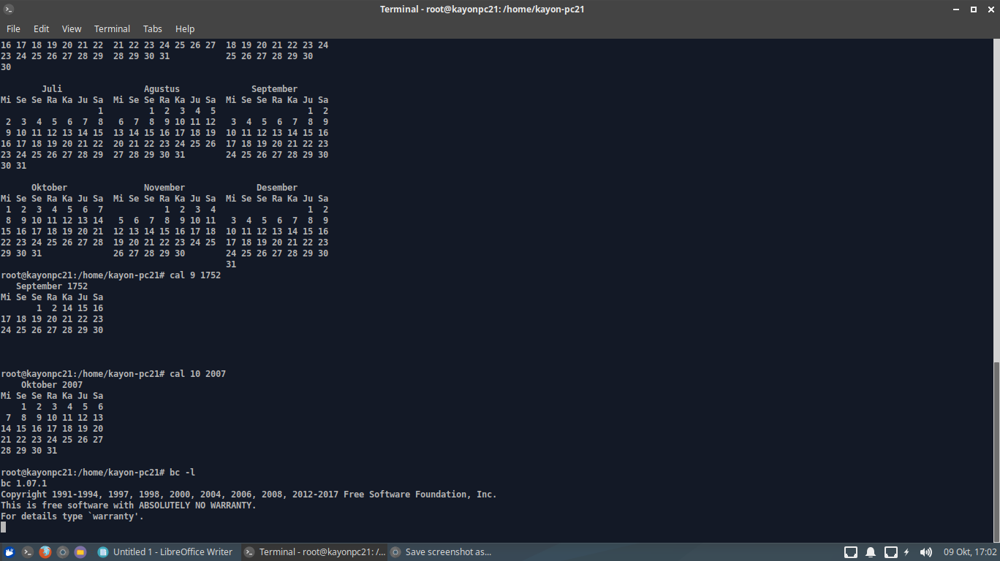 Terminal - root@kayonpc21: /home/kayon-pc21
File Edit View Terminal Tabs Help
16 17 18 19 20 21 22  21 22 23 24 25 26 27  18 19 20 21 22 23 24
23 24 25 26 27 28 29  28 29 30 31           25 26 27 28 29 30
30
        Juli                Agustus              September
Mi Se Se Ra Ka Ju Sa  Mi Se Se Ra Ka Ju Sa  Mi Se Se Ra Ka Ju Sa
                   1         1  2  3  4  5                  1  2
 2  3  4  5  6  7  8   6  7  8  9 10 11 12   3  4  5  6  7  8  9
 9 10 11 12 13 14 15  13 14 15 16 17 18 19  10 11 12 13 14 15 16
16 17 18 19 20 21 22  20 21 22 23 24 25 26  17 18 19 20 21 22 23
23 24 25 26 27 28 29  27 28 29 30 31        24 25 26 27 28 29 30
30 31
      Oktober               November              Desember
Mi Se Se Ra Ka Ju Sa  Mi Se Se Ra Ka Ju Sa  Mi Se Se Ra Ka Ju Sa
 1  2  3  4  5  6  7            1  2  3  4                  1  2
 8  9 10 11 12 13 14   5  6  7  8  9 10 11   3  4  5  6  7  8  9
15 16 17 18 19 20 21  12 13 14 15 16 17 18  10 11 12 13 14 15 16
22 23 24 25 26 27 28  19 20 21 22 23 24 25  17 18 19 20 21 22 23
29 30 31              26 27 28 29 30        24 25 26 27 28 29 30
                                            31
root@kayonpc21:/home/kayon-pc21# cal 9 1752
   September 1752
Mi Se Se Ra Ka Ju Sa
       1  2 14 15 16
17 18 19 20 21 22 23
24 25 26 27 28 29 30
root@kayonpc21:/home/kayon-pc21# cal 10 2007
    Oktober 2007
Mi Se Se Ra Ka Ju Sa
    1  2  3  4  5  6
 7  8  9 10 11 12 13
14 15 16 17 18 19 20
21 22 23 24 25 26 27
28 29 30 31
root@kayonpc21:/home/kayon-pc21# bc -l
bc 1.07.1
Copyright 1991-1994, 1997, 1998, 2000, 2004, 2006, 2008, 2012-2017 Free Software Foundation, Inc.
This is free software with ABSOLUTELY NO WARRANTY.
For details type `warranty'.
Untitled 1 - LibreOffice Writer Terminal - root@kayonpc21: /... Save screenshot as... 09 Okt, 17:02